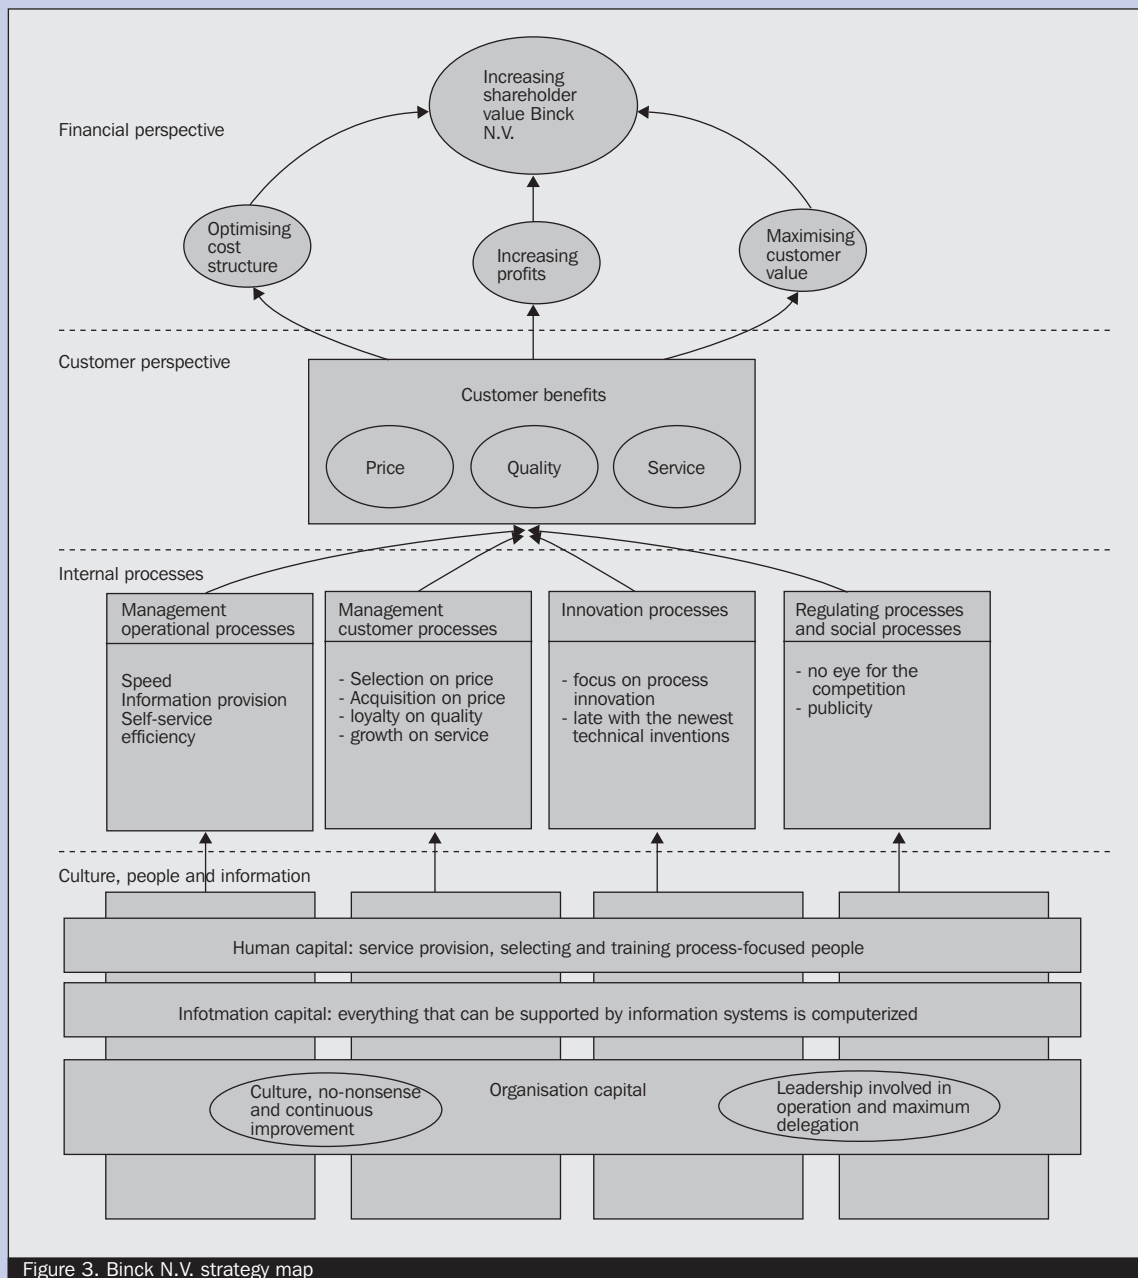 Increasing
shareholder
value Binck
N.V.
Financial perspective
Optimising
cost
structure
Increasing
profits
Maximising
customer
value
Customer perspective
Customer benefits
Price
Quality
Service
Internal processes
Management
operational processes
Speed
Information provision
Self-service
efficiency
Management
customer processes
- Selection on price
- Acquisition on price
- loyalty on quality
- growth on service
Innovation processes
- focus on process
innovation
- late with the newest
technical inventions
Regulating processes
and social processes
- no eye for the
competition
- publicity
Culture, people and information
Human capital: service provision, selecting and training process-focused people
Infotmation capital: everything that can be supported by information systems is computerized
Organisation capital
Culture, no-nonsense
and continuous
improvement
Leadership involved in
operation and maximum
delegation
Figure 3. Binck N.V. strategy map